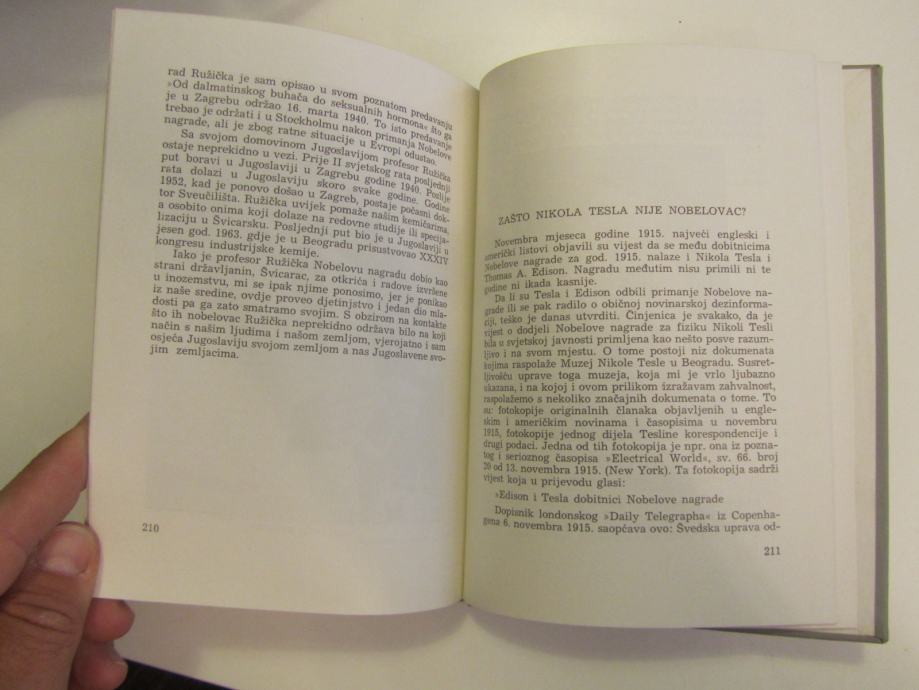 rad Ružička je sam opisao u svom poznatom predavanju
»Od dalmatinskog buhača do seksualnih hormona« što ga
je u Zagrebu održao 16. marta 1940. To isto predavanje
trebao je održati i u Stockholmu nakon primanja Nobelove
nagrade, ali je zbog ratne situacije u Evropi odustao.
Sa svojom domovinom Jugoslavijom profesor Ružička
ostaje neprekidno u vezi. Prije II svjetskog rata posljednji
put boravi u Jugoslaviji u Zagrebu godine 1940. Poslije
rata dolazi u Jugoslaviju skoro svake godine. Godine
1952, kad je ponovo došao u Zagreb, postaje počasni dok-
tor Sveučilišta. Ružička uvijek pomaže našim kemičarima,
a osobito onima koji dolaze na redovne studije ili specija-
lizaciju u Švicarsku. Posljednji put bio je u Jugoslaviji u
jesen god. 1963. gdje je u Beogradu prisustvovao XXXIV
kongresu industrijske kemije.
Iako je profesor Ružička Nobelovu nagradu dobio kao
strani državljanin, Švicarac, za otkrića i radove izvršene
u inozemstvu, mi se ipak njime ponosimo, jer je ponikao
iz naše sredine, ovdje proveo djetinjstvo i jedan dio mla-
dosti pa ga zato smatramo svojim. S obzirom na kontakte
što ih nobelovac Ružička neprekidno održava bilo na koji
način s našim ljudima i našom zemljom, vjerojatno i sam
osjeća Jugoslaviju svojom zemljom a nas Jugoslavene svo-
jim zemljacima.
210
ZAŠTO NIKOLA TESLA NIJE NOBELOVAC?
Novembra mjeseca godine 1915. najveći engleski i
američki listovi objavili su vijest da se među dobitnicima
Nobelove nagrade za god. 1915. nalaze i Nikola Tesla i
Thomas A. Edison. Nagradu međutim nisu primili ni te
godine ni ikada kasnije.
Da li su Tesla i Edison odbili primanje Nobelove na-
grade ili se pak radilo o običnoj novinarskoj dezinforma-
ciji, teško je danas utvrditi. Činjenica je svakako, da je
vijest o dodjeli Nobelove nagrade za fiziku Nikoli Tesli
bila u svjetskoj javnosti primljena kao nešto posve razum-
ljivo i na svom mjestu. O tome postoji niz dokumenata
kojima raspolaže Muzej Nikole Tesle u Beogradu. Susret-
ljivošću uprave toga muzeja, koja mi je vrlo ljubazno
ukazana, i na kojoj i ovom prilikom izražavam zahvalnost,
raspolažemo s nekoliko značajnih dokumenata o tome. To
su: fotokopije originalnih članaka objavljenih u engle-
skim i američkim novinama i časopisima u novembru
1915, fotokopije jednog dijela Tesline korespondencije i
drugi podaci. Jedna od tih fotokopija je npr. ona iz pozna-
tog i serioznog časopisa »Electrical World«, sv. 66. broj
20 od 13. novembra 1915. (New York). Ta fotokopija sadrži
vijest koja u prijevodu glasi:
»Edison i Tesla dobitnici Nobelove nagrade
Dopisnik londonskog »Daily Telegrapha« iz Copenha-
gena 6. novembra 1915. saopćava ovo: Švedska uprava od-
211